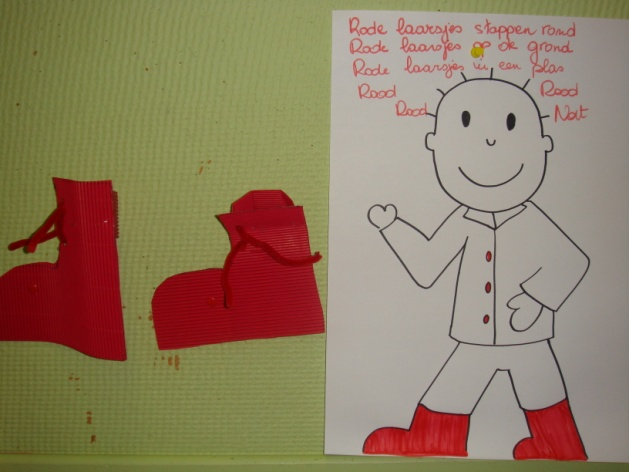 Rode laarsjes stappen rond
Rode laarsjes op de grond
Rode laarsjes in een plas
Rood Rood
Rood Nat